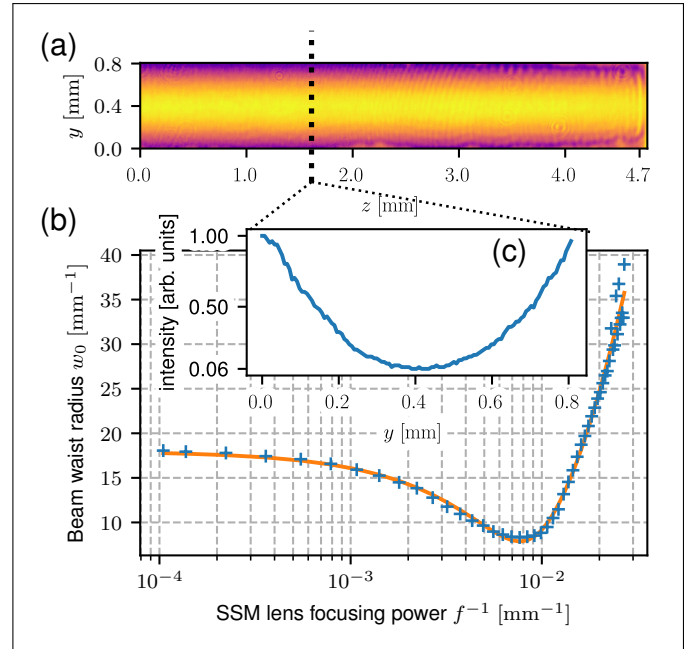 (a)
y [mm]
0.8
0.4
0.0
0.0 1.0 2.0 3.0 4.0 4.7
z [mm]
(b)
Beam waist radius w₀ [mm⁻¹]
40
35
30
25
20
15
10
(c)
intensity [arb. units]
1.00
0.50
0.06
0.0 0.2 0.4 0.6 0.8
y [mm]
10⁻⁴ 10⁻³ 10⁻²
SSM lens focusing power f⁻¹ [mm⁻¹]